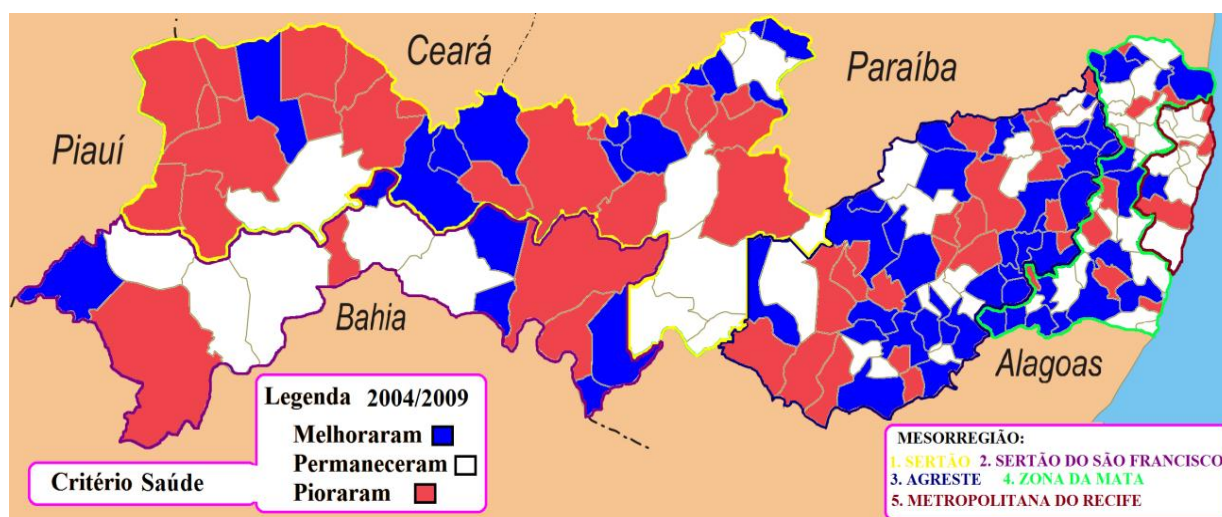 Ceará
Paraíba
Piauí
Bahia
Alagoas
Legenda 2004/2009
Melhoraram
Permaneceram
Pioraram
Critério Saúde
MESORREGIÃO:
1. SERTÃO 2. SERTÃO DO SÃO FRANCISCO
3. AGRESTE 4. ZONA DA MATA
5. METROPOLITANA DO RECIFE